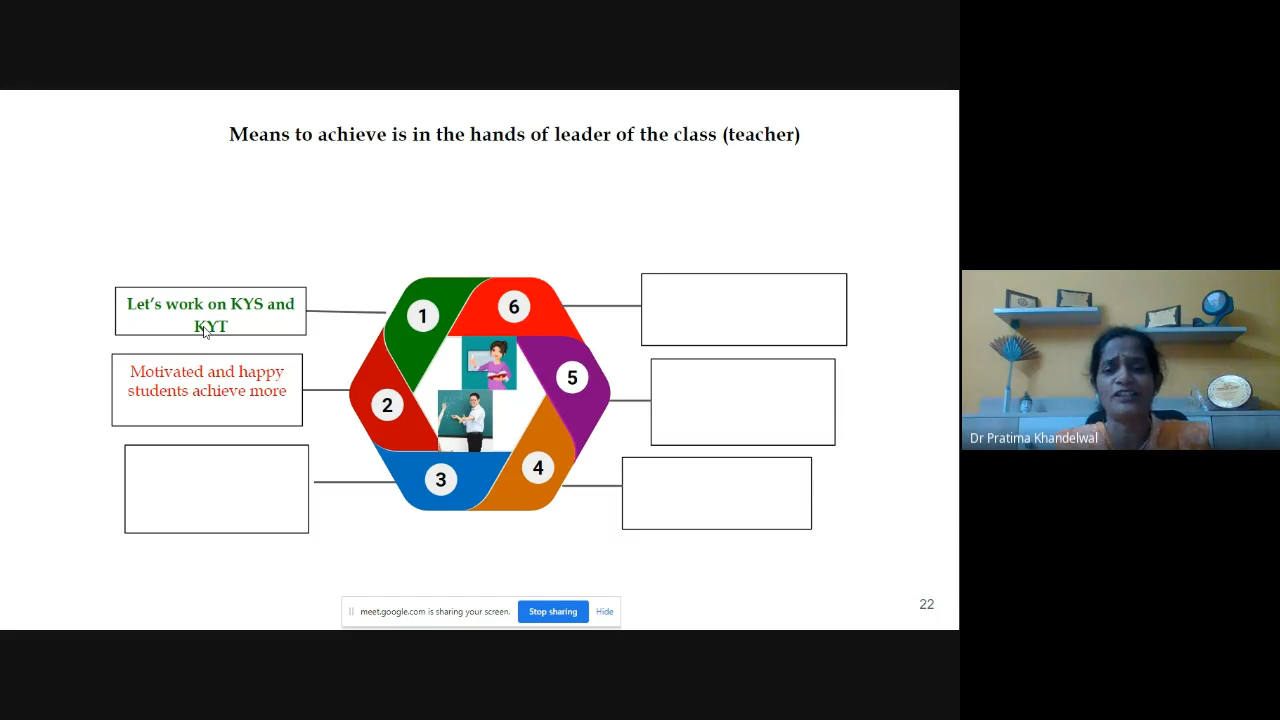 Means to achieve is in the hands of leader of the class (teacher)
Let's work on KYS and
KYT
Motivated and happy
students achieve more
1
2
3
4
5
6
Dr Pratima Khandelwal
meet.google.com is sharing your screen.
Stop sharing
Hide
22